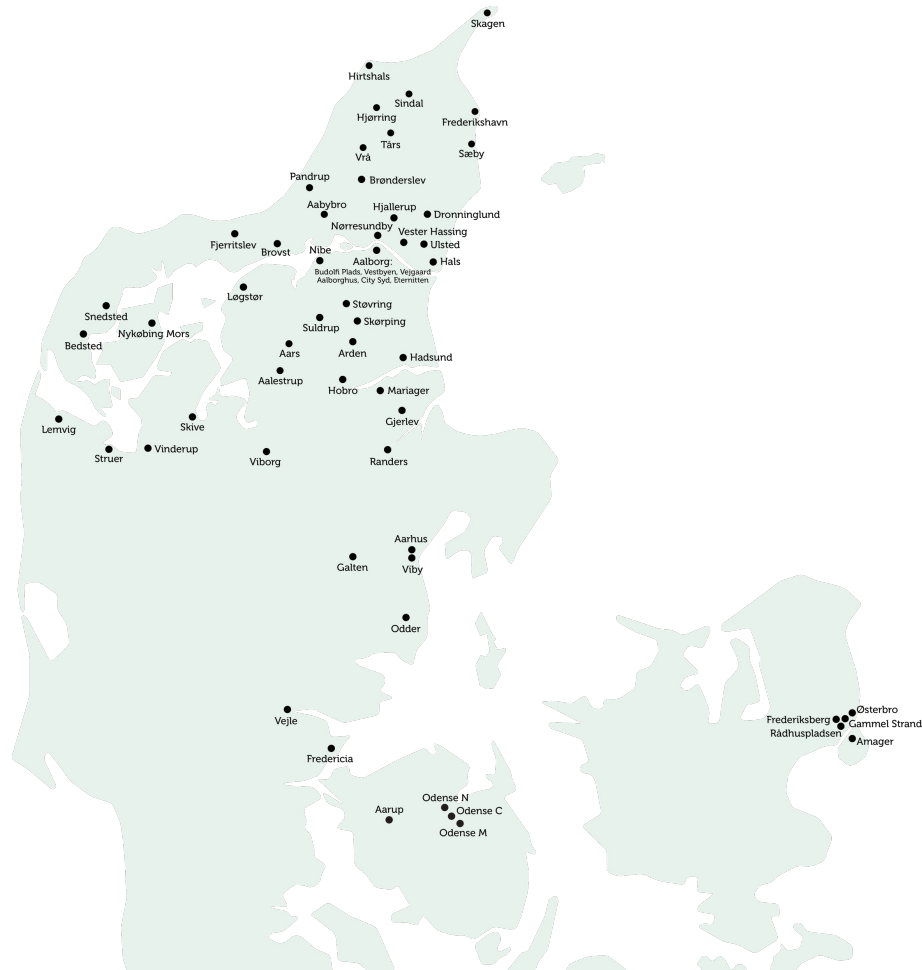 Skagen
Hirtshals
Sindal
Hjørring
Frederikshavn
Tårs
Sæby
Vrå
Pandrup
Brønderslev
Aabybro
Hjallerup
Dronninglund
Nørresundby
Vester Hassing
Fjerritslev
Brovst
Nibe
Ulsted
Aalborg:
Hals
Budolfi Plads, Vestbyen, Vejgaard
Aalborghus, City Syd, Eternitten
Løgstør
Støvring
Snedsted
Suldrup
Skørping
Nykøbing Mors
Bedsted
Aars
Arden
Hadsund
Aalestrup
Hobro
Mariager
Gjerlev
Lemvig
Skive
Struer
Vinderup
Viborg
Randers
Aarhus
Galten
Viby
Odder
Vejle
Østerbro
Frederiksberg
Gammel Strand
Rådhuspladsen
Amager
Fredericia
Odense N
Aarup
Odense C
Odense M